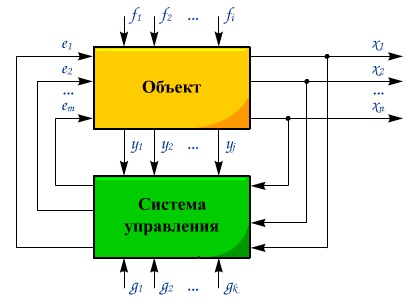 f1 f2 ... fi
e1
e2
...
em
Объект
x1
x2
...
xn
y1 y2 ... yj
Система
управления
g1 g2 ... gk